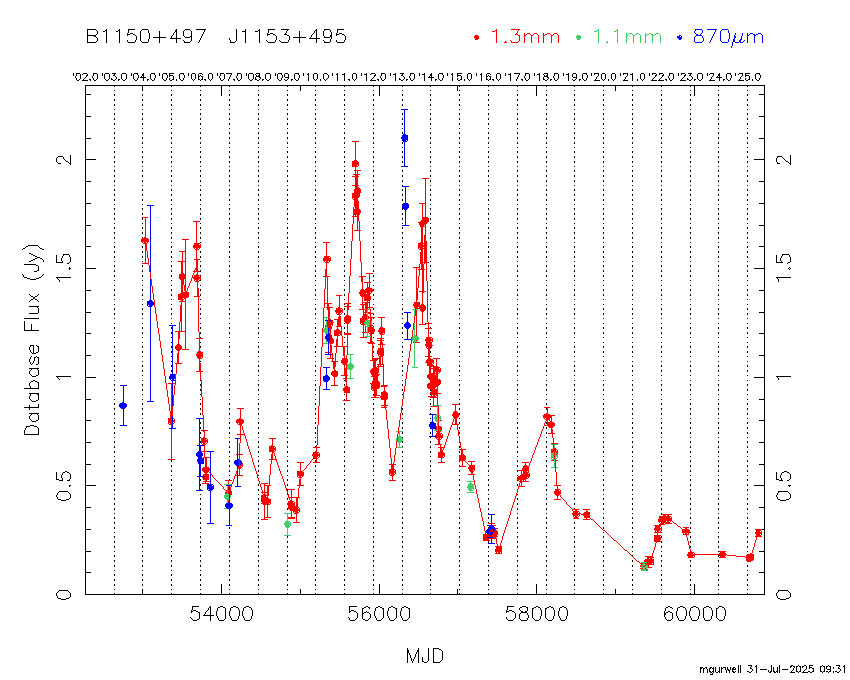 B1150+497 J1153+495 1.3mm 1.1mm 870μm
'02.0 '03.0 '04.0 '05.0 '06.0 '07.0 '08.0 '09.0 '10.0 '11.0 '12.0 '13.0 '14.0 '15.0 '16.0 '17.0 '18.0 '19.0 '20.0 '21.0 '22.0 '23.0 '24.0 '25.0
2 2
1.5 1.5
Database Flux (Jy)
1 1
0.5 0.5
0 0
54000 56000 58000 60000
MJD
mgurwell 31-Jul-2025 09:31